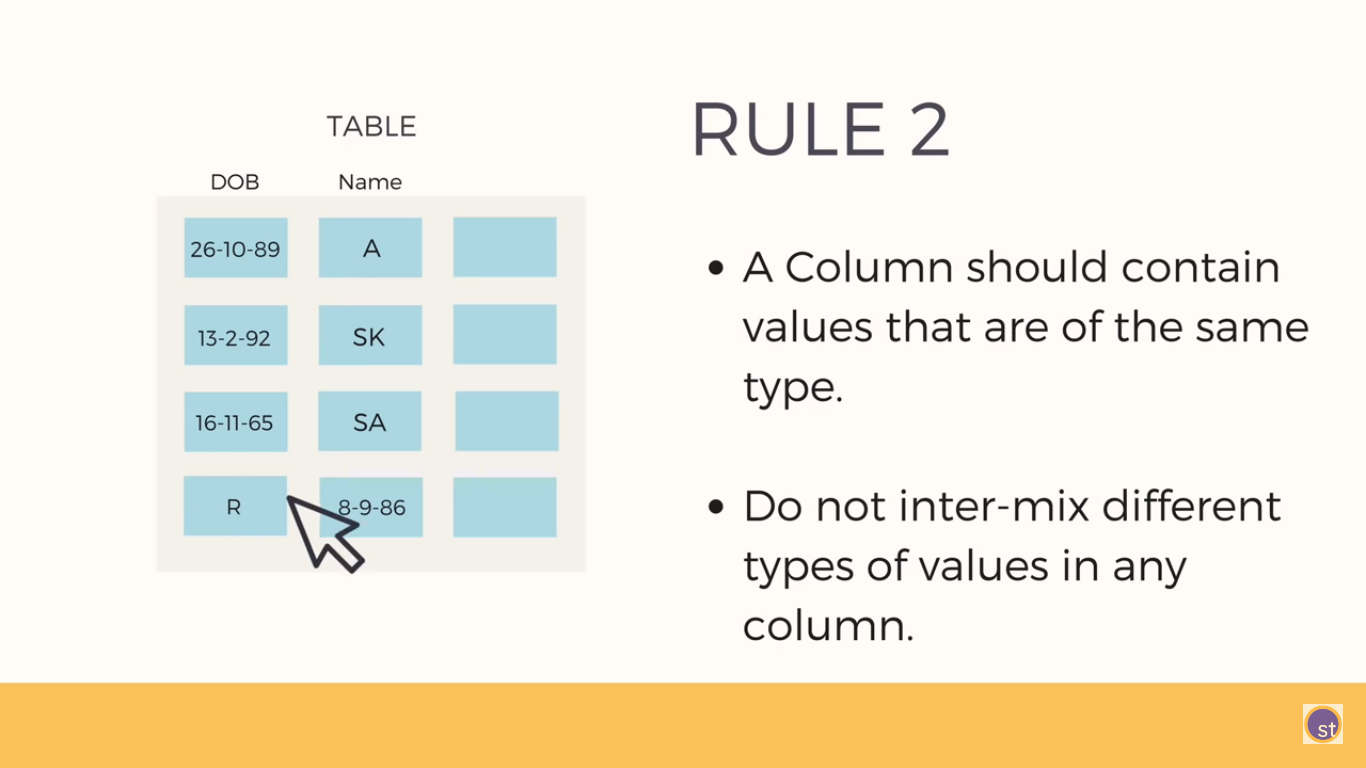 TABLE
DOB Name
26-10-89 A
13-2-92 SK
16-11-65 SA
R 8-9-86
RULE 2
• A Column should contain
values that are of the same
type.
• Do not inter-mix different
types of values in any
column.
st